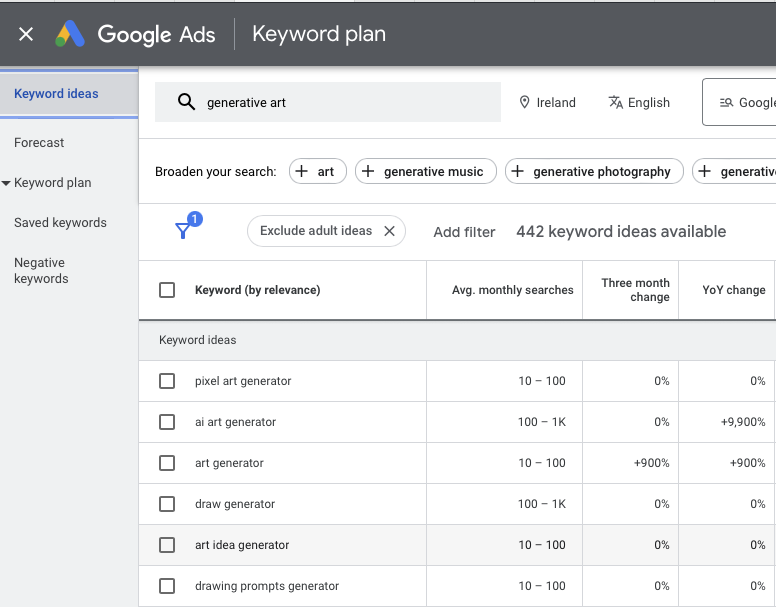 Google Ads Keyword plan
Keyword ideas
Forecast
Keyword plan
Saved keywords
Negative
keywords
generative art
Ireland
English
Google
Broaden your search:
art
generative music
generative photography
generative
1
Exclude adult ideas
Add filter
442 keyword ideas available
Keyword (by relevance) Avg. monthly searches Three month change YoY change
Keyword ideas
pixel art generator 10 – 100 0% 0%
ai art generator 100 – 1K 0% +9,900%
art generator 10 – 100 +900% +900%
draw generator 100 – 1K 0% 0%
art idea generator 10 – 100 0% 0%
drawing prompts generator 10 – 100 0% 0%